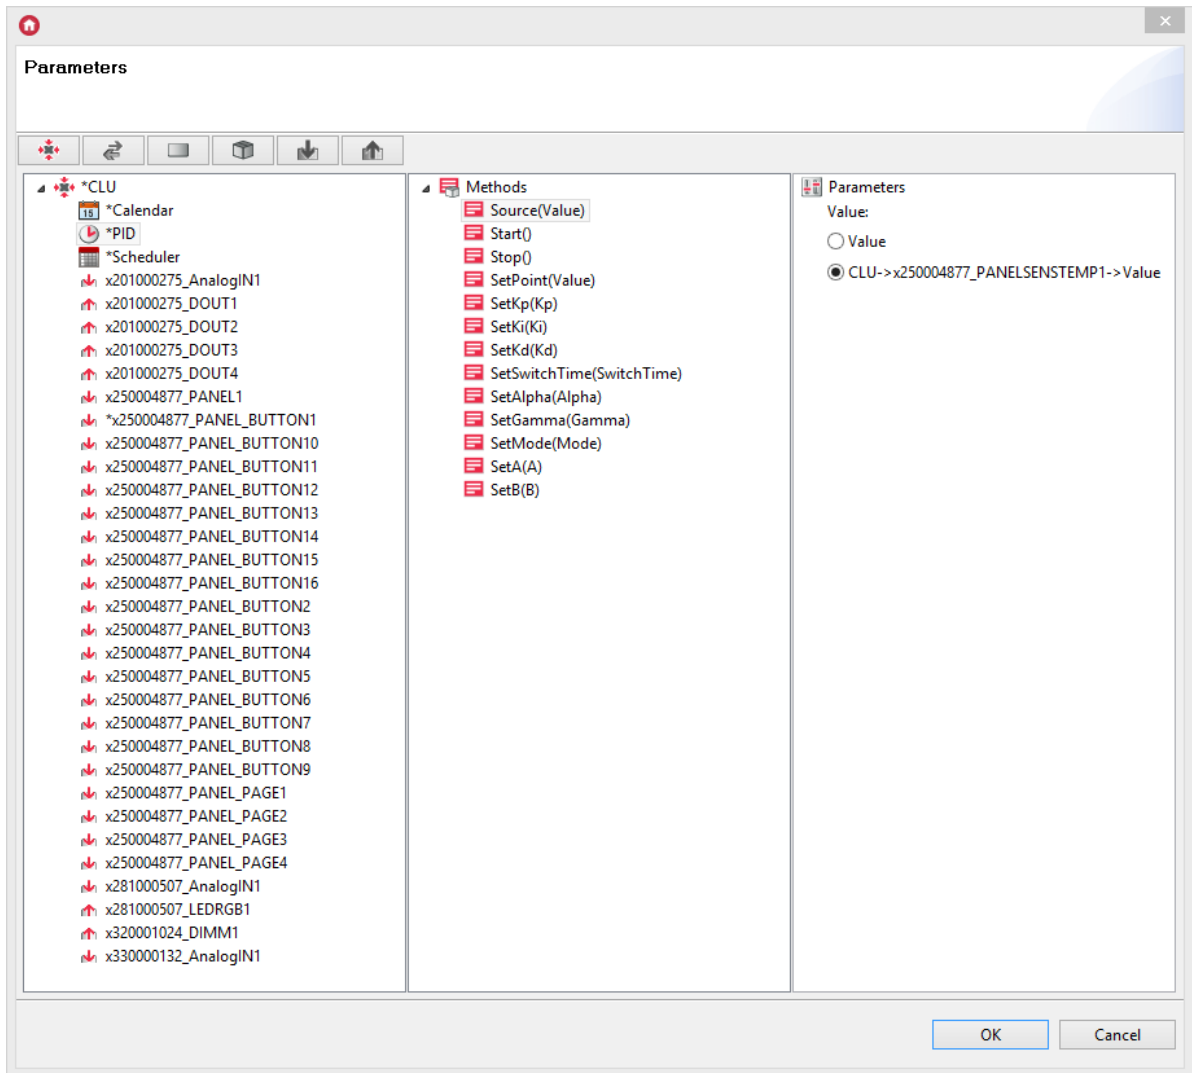 Parameters
*CLU
*Calendar
15
*PID
*Scheduler
x201000275_AnalogIN1
x201000275_DOUT1
x201000275_DOUT2
x201000275_DOUT3
x201000275_DOUT4
x250004877_PANEL1
*x250004877_PANEL_BUTTON1
x250004877_PANEL_BUTTON10
x250004877_PANEL_BUTTON11
x250004877_PANEL_BUTTON12
x250004877_PANEL_BUTTON13
x250004877_PANEL_BUTTON14
x250004877_PANEL_BUTTON15
x250004877_PANEL_BUTTON16
x250004877_PANEL_BUTTON2
x250004877_PANEL_BUTTON3
x250004877_PANEL_BUTTON4
x250004877_PANEL_BUTTON5
x250004877_PANEL_BUTTON6
x250004877_PANEL_BUTTON7
x250004877_PANEL_BUTTON8
x250004877_PANEL_BUTTON9
x250004877_PANEL_PAGE1
x250004877_PANEL_PAGE2
x250004877_PANEL_PAGE3
x250004877_PANEL_PAGE4
x281000507_AnalogIN1
x281000507_LEDRGB1
x320001024_DIMM1
x330000132_AnalogIN1
Methods
Source(Value)
Start()
Stop()
SetPoint(Value)
SetKp(Kp)
SetKi(Ki)
SetKd(Kd)
SetSwitchTime(SwitchTime)
SetAlpha(Alpha)
SetGamma(Gamma)
SetMode(Mode)
SetA(A)
SetB(B)
Parameters
Value:
Value
CLU->x250004877_PANELSENSTEMP1->Value
OK
Cancel